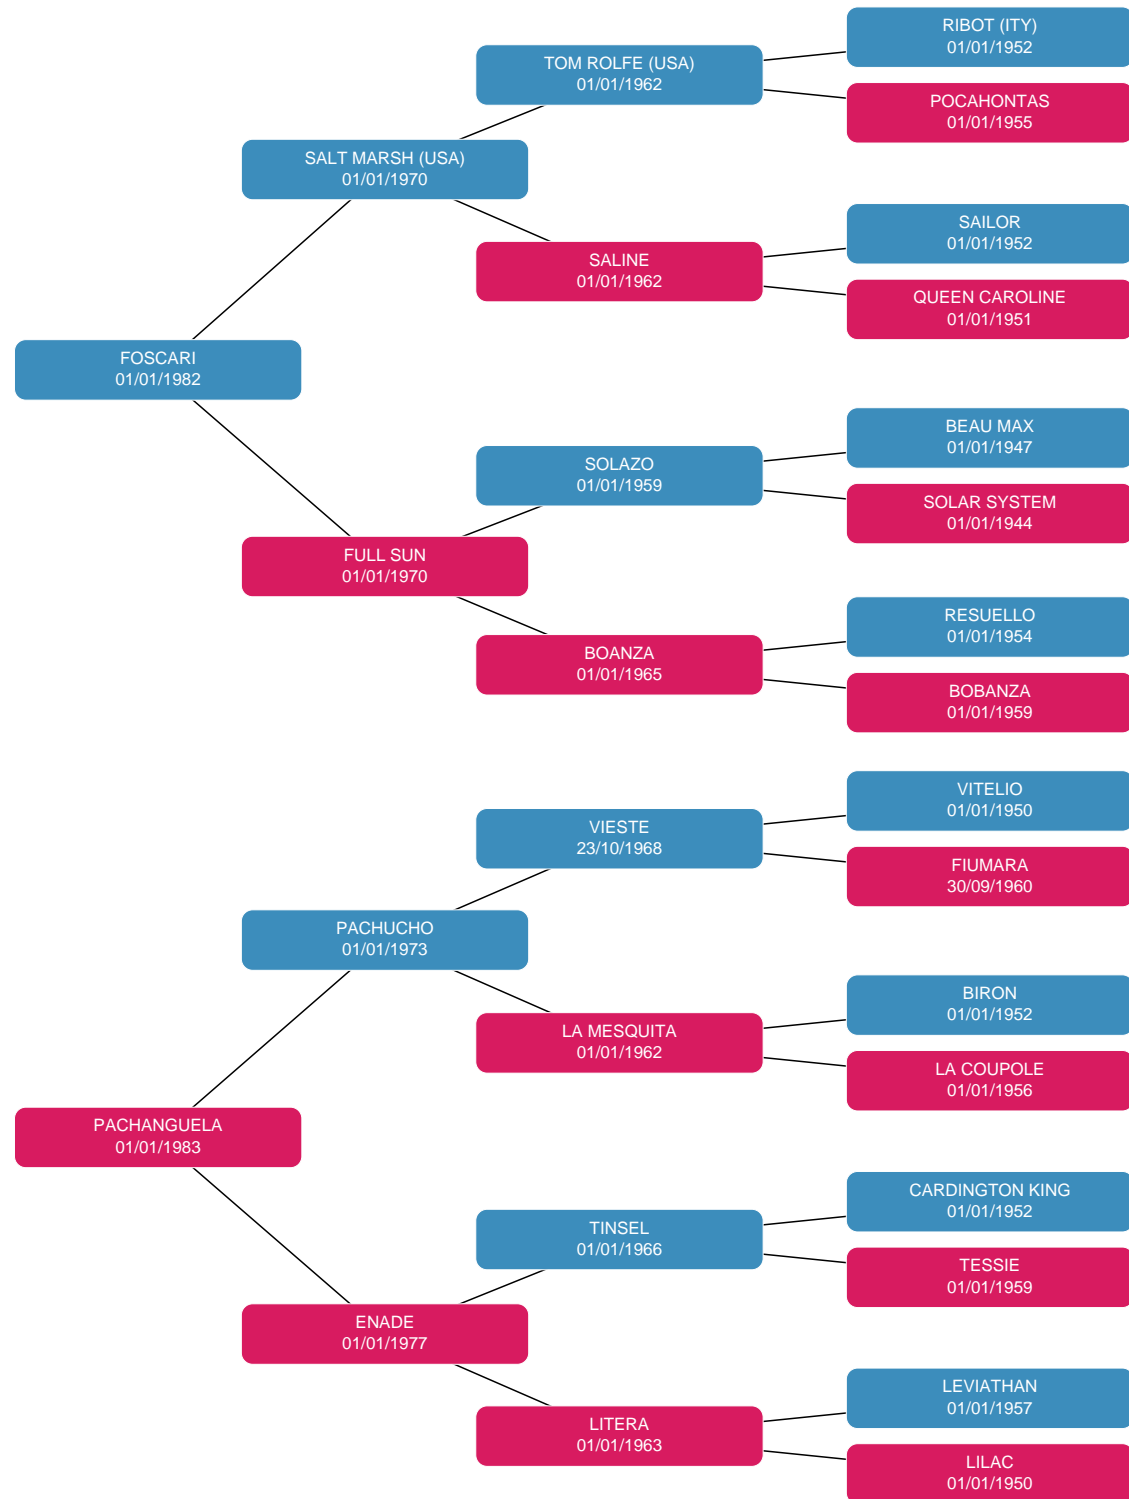 RIBOT (ITY)
01/01/1952
TOM ROLFE (USA)
01/01/1962
POCAHONTAS
01/01/1955
SALT MARSH (USA)
01/01/1970
SAILOR
01/01/1952
SALINE
01/01/1962
QUEEN CAROLINE
01/01/1951
FOSCARI
01/01/1982
BEAU MAX
01/01/1947
SOLAZO
01/01/1959
SOLAR SYSTEM
01/01/1944
FULL SUN
01/01/1970
RESUELLO
01/01/1954
BOANZA
01/01/1965
BOBANZA
01/01/1959
VITELIO
01/01/1950
VIESTE
23/10/1968
FIUMARA
30/09/1960
PACHUCHO
01/01/1973
BIRON
01/01/1952
LA MESQUITA
01/01/1962
LA COUPOLE
01/01/1956
PACHANGUELA
01/01/1983
CARDINGTON KING
01/01/1952
TINSEL
01/01/1966
TESSIE
01/01/1959
ENADE
01/01/1977
LEVIATHAN
01/01/1957
LITERA
01/01/1963
LILAC
01/01/1950